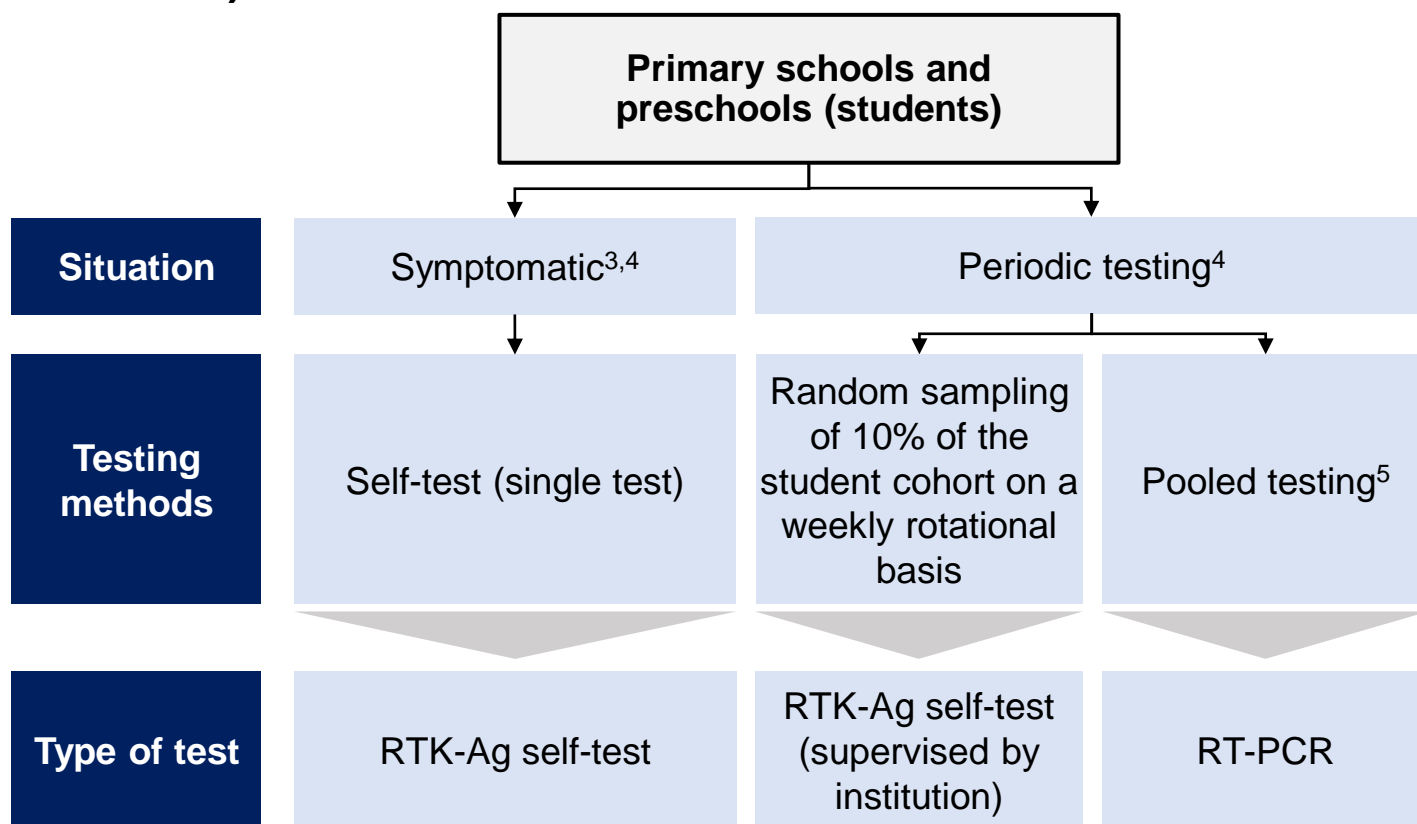 Primary schools and
preschools (students)
Situation
Symptomatic3,4
Periodic testing4
Testing
methods
Self-test (single test)
Random sampling
of 10% of the
student cohort on a
weekly rotational
basis
Pooled testing5
Type of test
RTK-Ag self-test
RTK-Ag self-test
(supervised by
institution)
RT-PCR